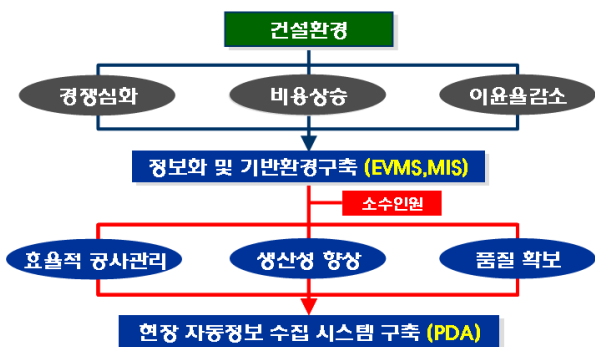 건설환경
경쟁심화
비용상승
이윤율감소
정보화 및 기반환경구축 (EVMS,MIS)
소수인원
효율적 공사관리
생산성 향상
품질 확보
현장 자동정보 수집 시스템 구축 (PDA)